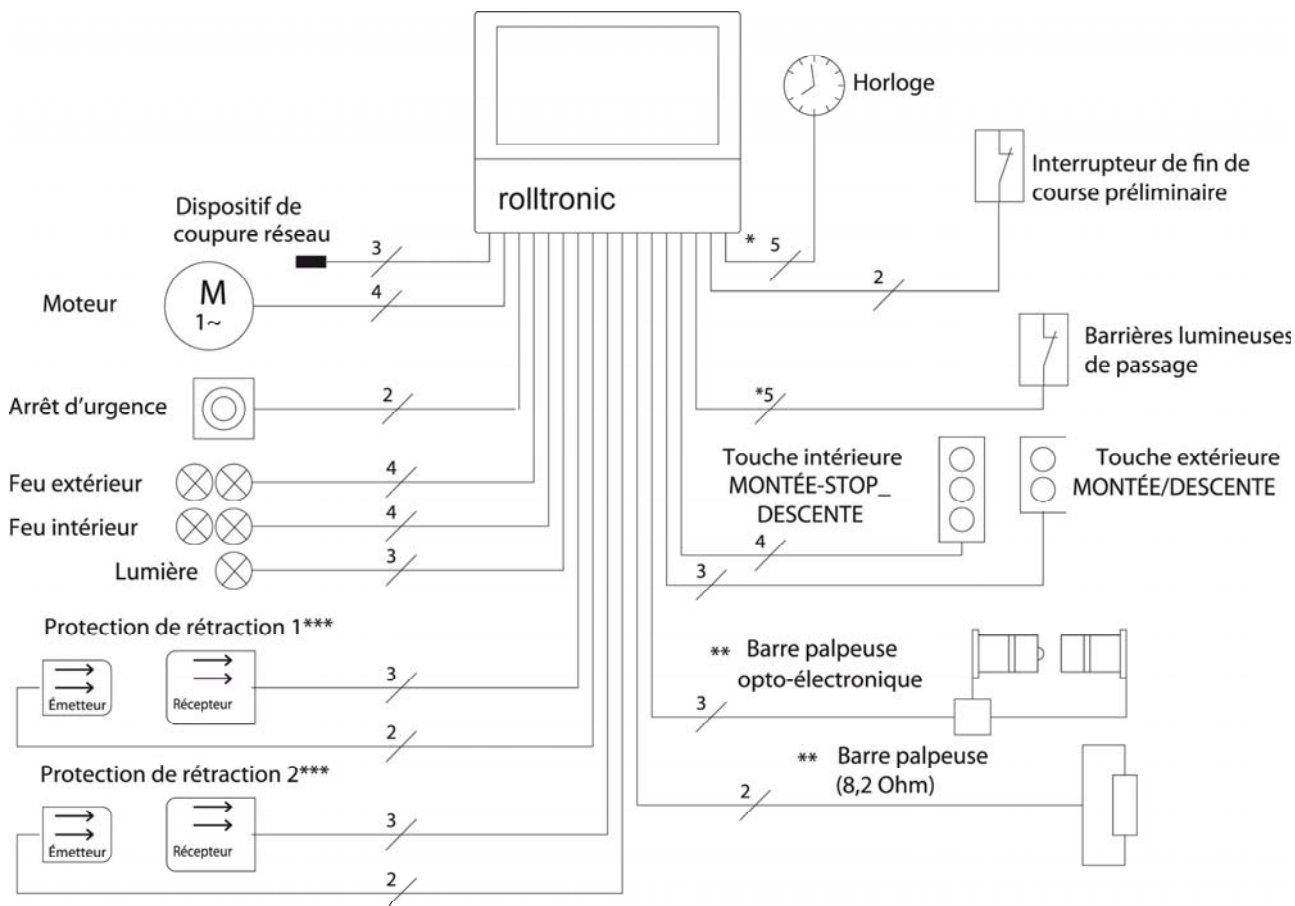 Horloge
Interrupteur de fin de
course préliminaire
rolltronic
Dispositif de
coupure réseau
3
* 5
2
Moteur
M
1~
4
Barrières lumineuses
de passage
Arrêt d'urgence
2
*5
Feu extérieur
4
Touche intérieure
MONTÉE-STOP_
DESCENTE
4
Touche extérieure
MONTÉE/DESCENTE
3
Feu intérieur
4
Lumière
3
Protection de rétraction 1***
Émetteur
Récepteur
3
2
** Barre palpeuse
opto-électronique
3
Protection de rétraction 2***
Émetteur
Récepteur
3
2
** Barre palpeuse
(8,2 Ohm)
2